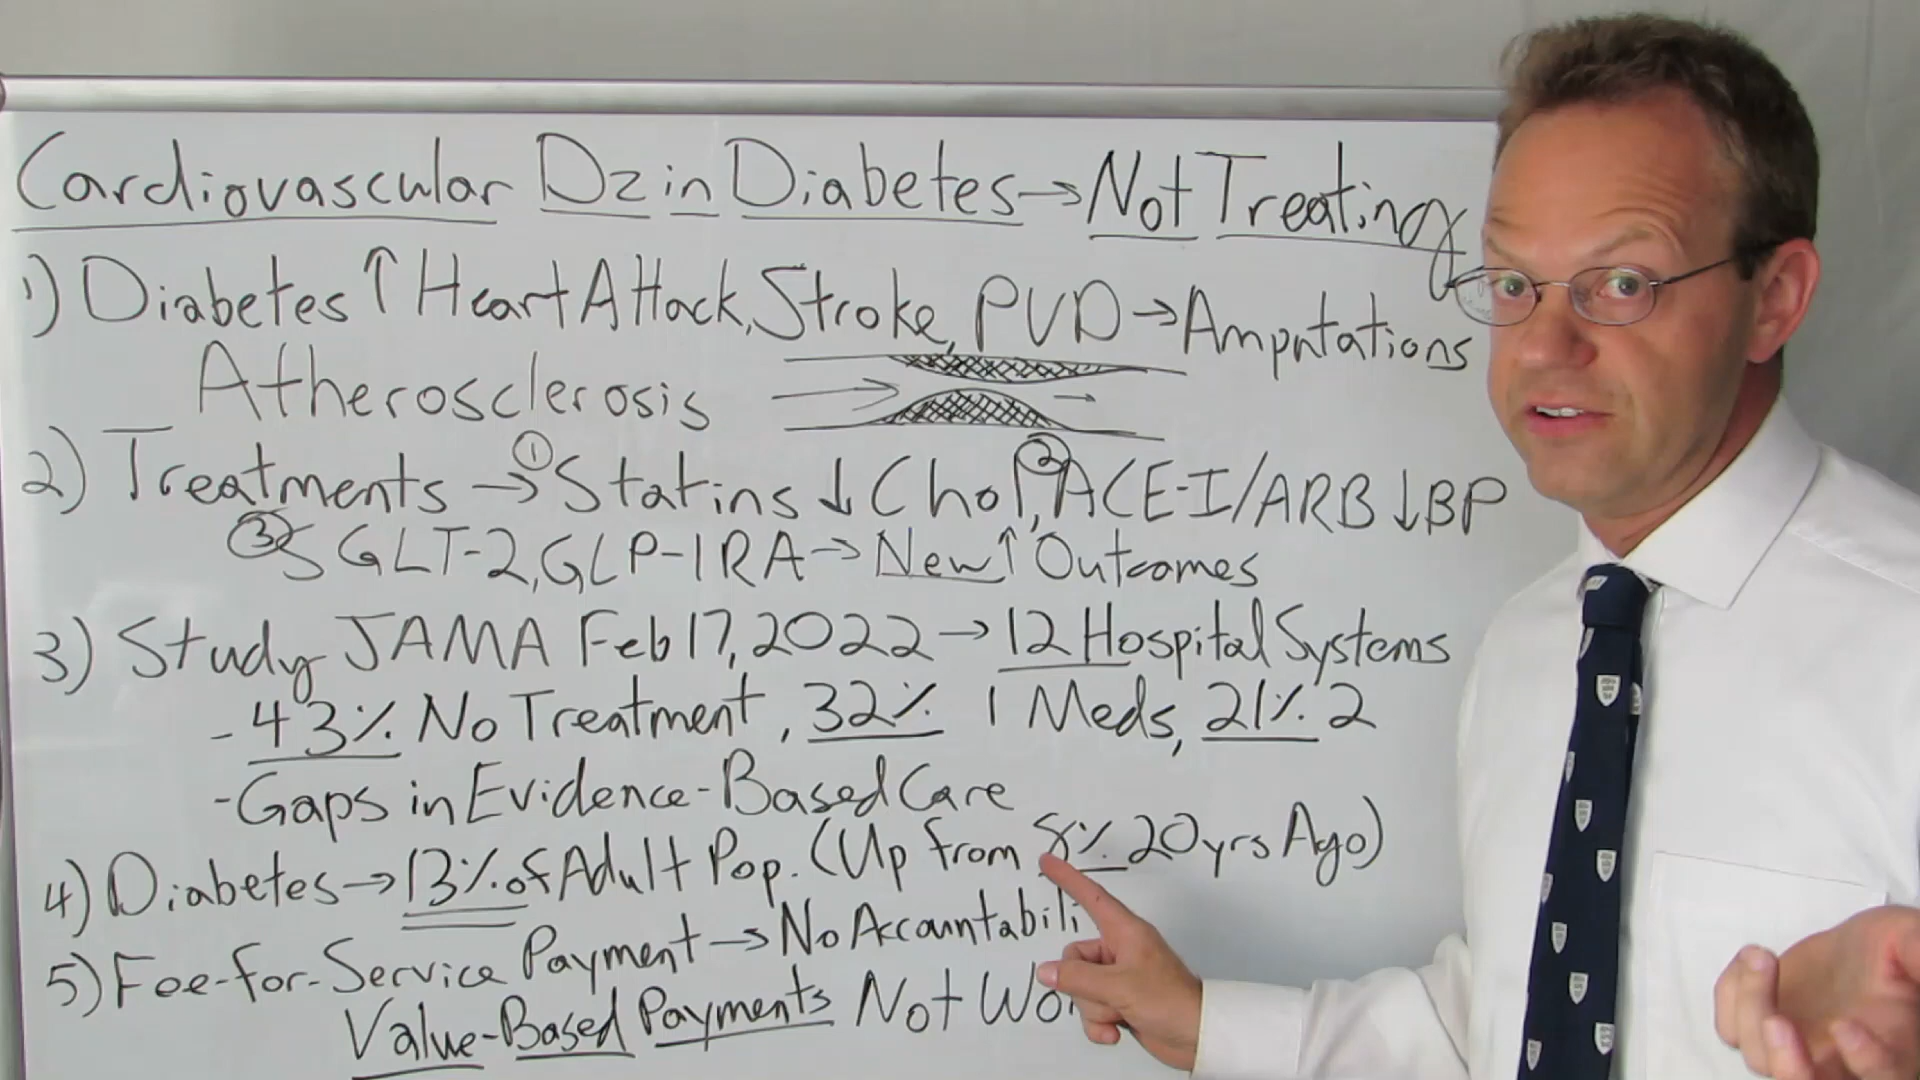 Cardiovascular Dz in Diabetes → Not Treating
1) Diabetes ↑ Heart Attack, Stroke, PVD → Amputations
Atherosclerosis
2) Treatments → ① Statins ↓ Chol, ② ACE-I/ARB ↓ BP
③ SGLT-2, GLP-1RA → New ↑ Outcomes
3) Study JAMA Feb 17, 2022 → 12 Hospital Systems
- 43% No Treatment, 32% 1 Meds, 21% 2
- Gaps in Evidence-Based Care
4) Diabetes → 13% of Adult Pop. (Up from 8% 20 yrs Ago)
5) Fee-for-Service Payment → No Accountabili
Value-Based Payments Not Wor